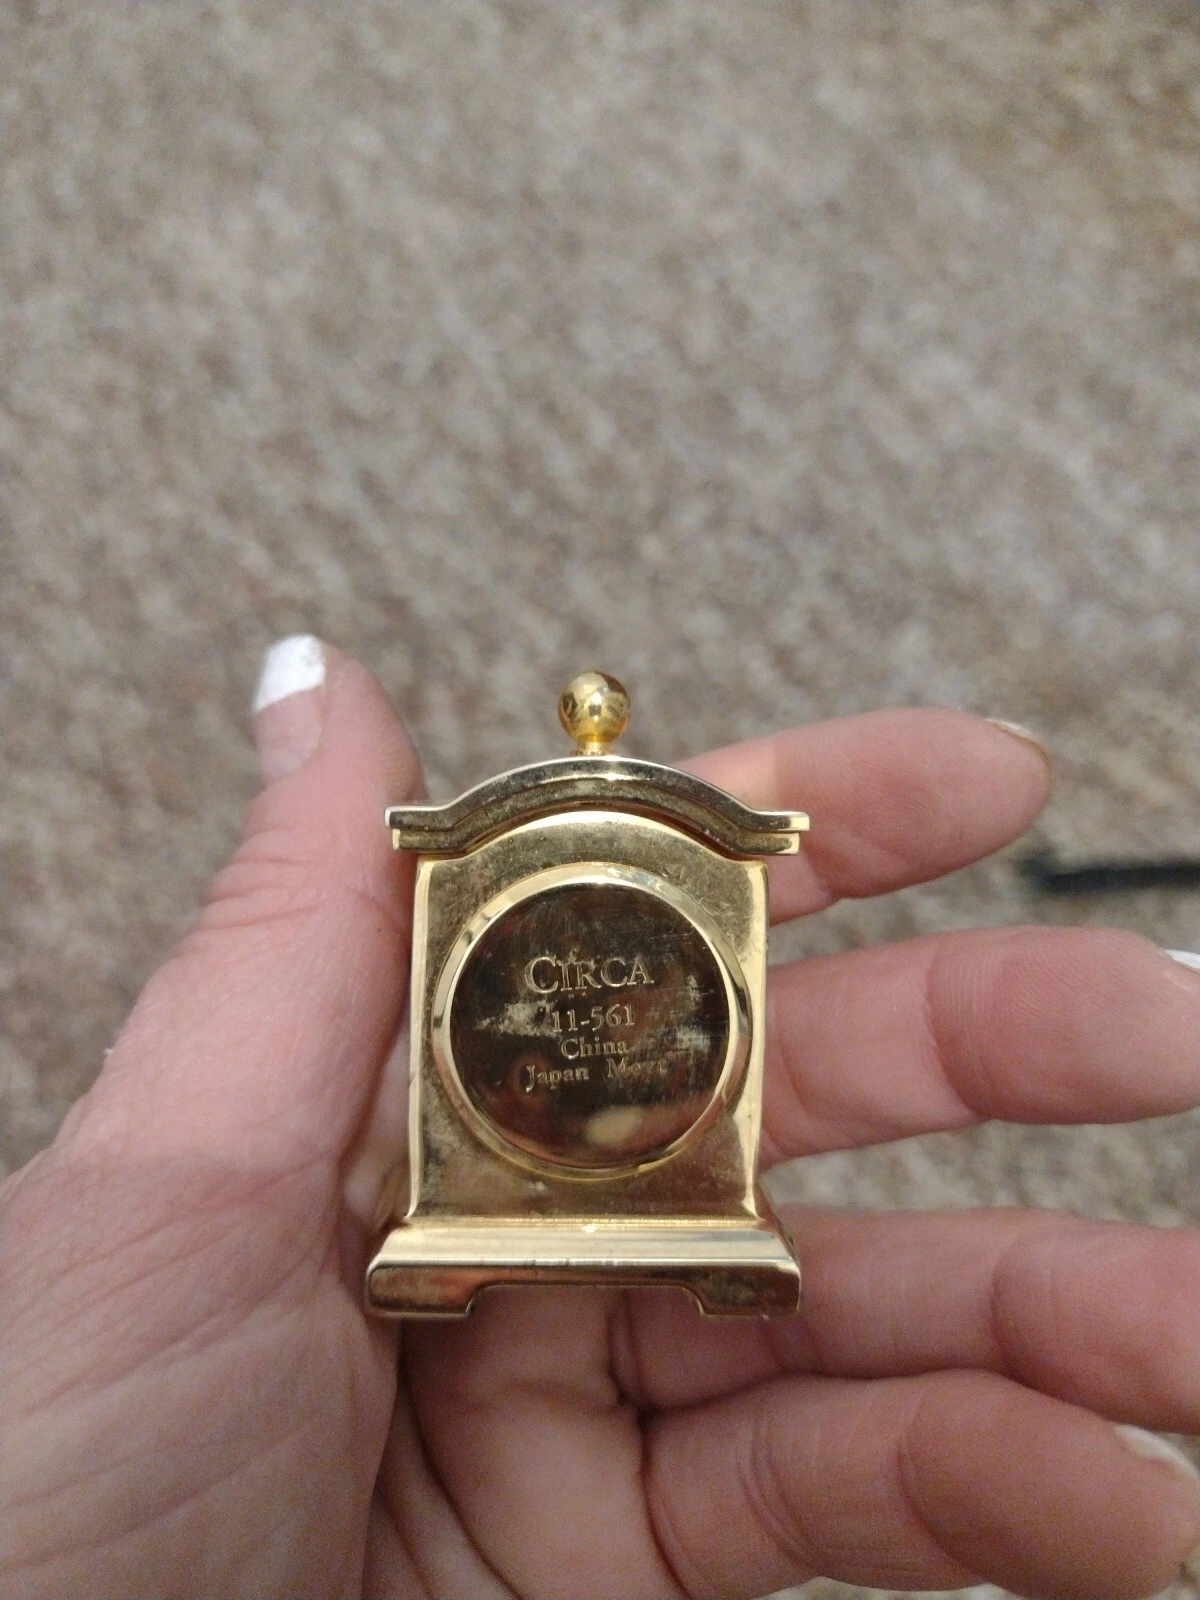 CIRCA
11-561
China
Japan Movt